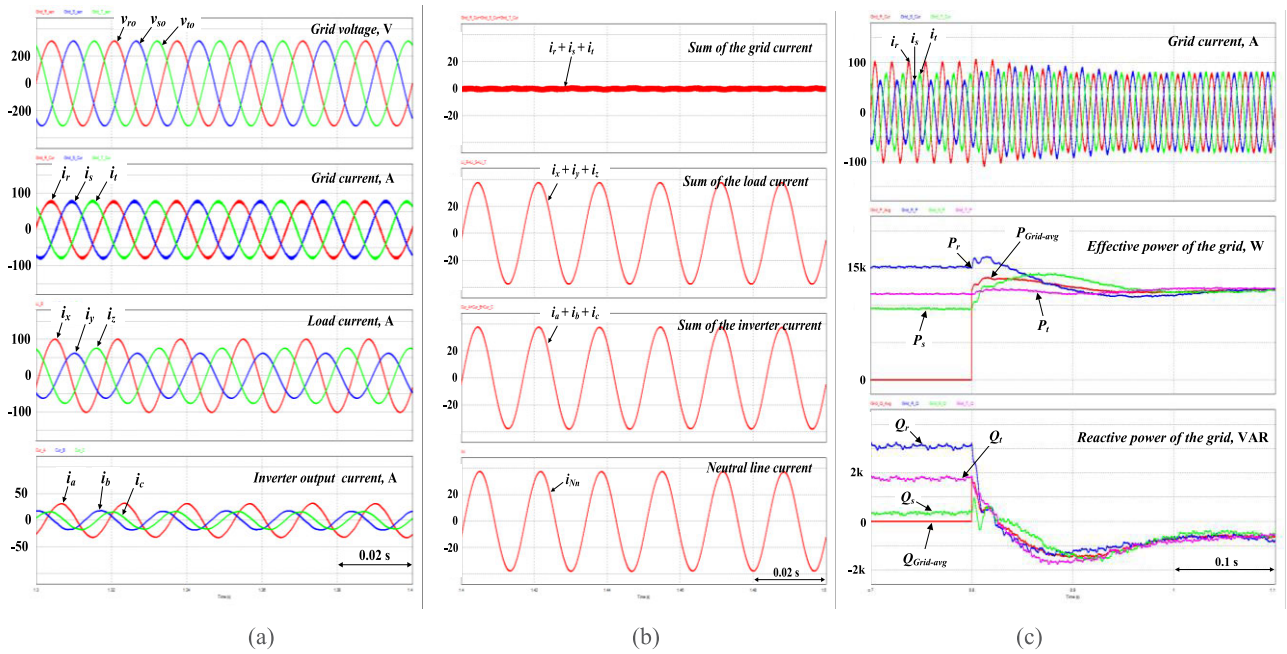 Grid voltage, V
v_ro v_so v_to
200
0
-200
Grid current, A
i_r i_s i_t
100
0
-100
Load current, A
i_x i_y i_z
100
0
-100
Inverter output current, A
i_a i_b i_c
50
0
-50
0.02 s
(a)
Sum of the grid current
i_r + i_s + i_t
20
0
-20
Sum of the load current
i_x + i_y + i_z
20
0
-20
Sum of the inverter current
i_a + i_b + i_c
20
0
-20
Neutral line current
i_Nn
20
0
-20
0.02 s
(b)
Grid current, A
i_r i_s i_t
100
0
-100
Effective power of the grid, W
P_r P_Grid-avg
15k
P_s P_t
0
Reactive power of the grid, VAR
Q_r Q_t
2k
Q_s
0
Q_Grid-avg
-2k
0.1 s
(c)